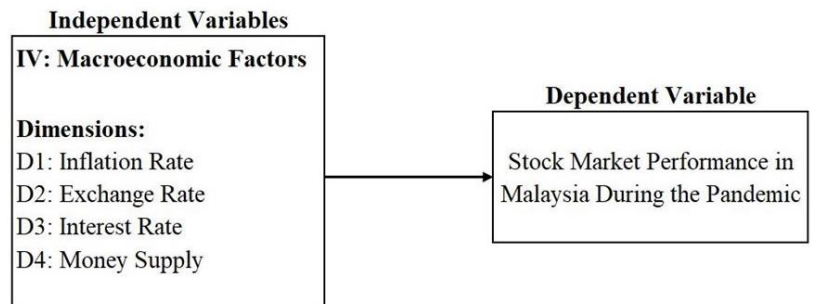 Independent Variables
IV: Macroeconomic Factors
Dimensions:
D1: Inflation Rate
D2: Exchange Rate
D3: Interest Rate
D4: Money Supply
Dependent Variable
Stock Market Performance in
Malaysia During the Pandemic